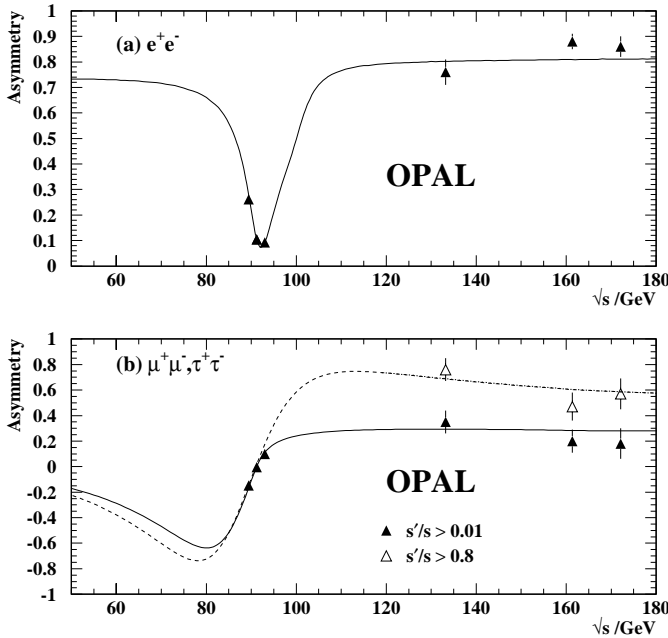 (a) e⁺e⁻
Asymmetry
1
0.9
0.8
0.7
0.6
0.5
0.4
0.3
0.2
0.1
0
OPAL
60 80 100 120 140 160 180
√s /GeV
(b) μ⁺μ⁻,τ⁺τ⁻
Asymmetry
1
0.8
0.6
0.4
0.2
0
-0.2
-0.4
-0.6
-0.8
-1
OPAL
s′/s > 0.01
s′/s > 0.8
60 80 100 120 140 160 180
√s /GeV